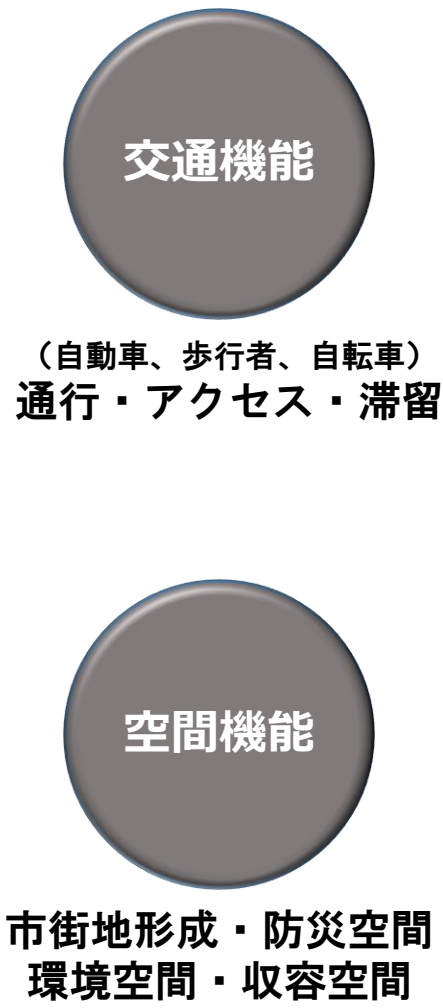 交通機能
（自動車、歩行者、自転車）
通行・アクセス・滞留
空間機能
市街地形成・防災空間
環境空間・収容空間